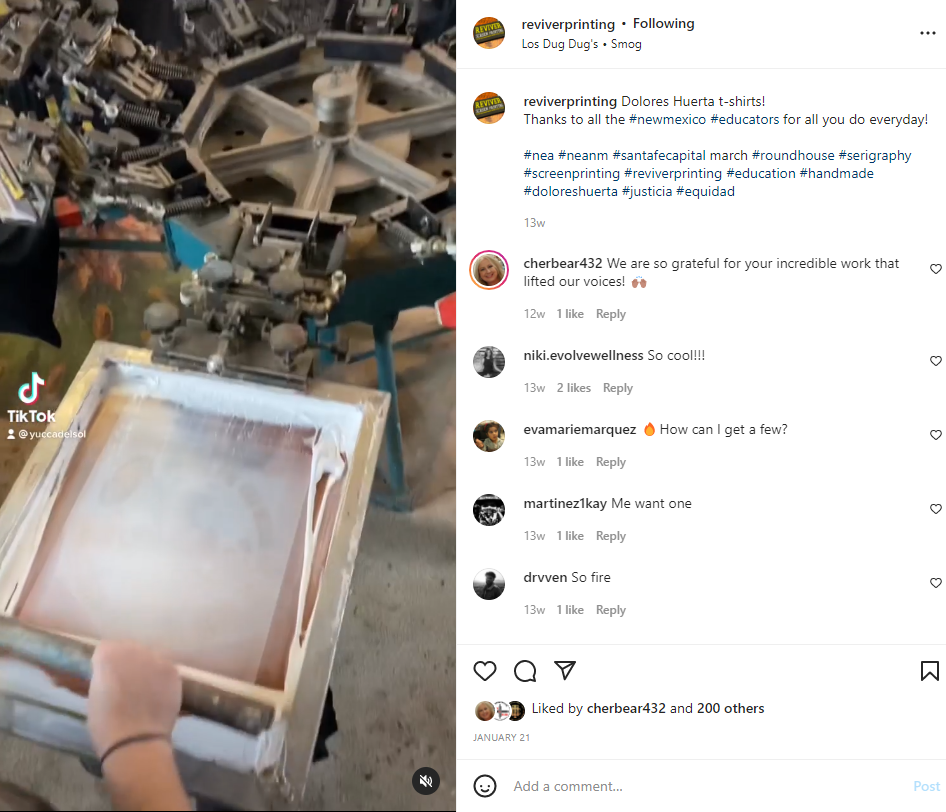 TikTok
@yuccadelsol
reviverprinting • Following
Los Dug Dug's • Smog
reviverprinting Dolores Huerta t-shirts!
Thanks to all the #newmexico #educators for all you do everyday!
#nea #neanm #santafecapital march #roundhouse #serigraphy
#screenprinting #reviverprinting #education #handmade
#doloreshuerta #justicia #equidad
13w
cherbear432 We are so grateful for your incredible work that
lifted our voices! 🙌🏽
12w 1 like Reply
niki.evolvewellness So cool!!!
13w 2 likes Reply
evamariemarquez 🔥 How can I get a few?
13w 1 like Reply
martinez1kay Me want one
13w 1 like Reply
drvven So fire
13w 1 like Reply
Liked by cherbear432 and 200 others
JANUARY 21
Add a comment...
Post